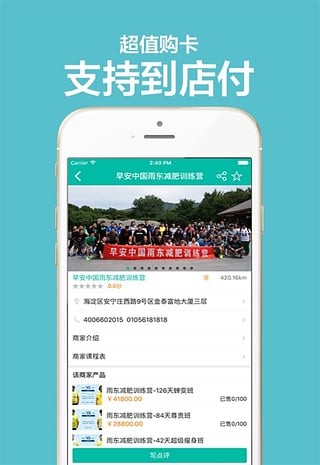 超值购卡
支持到店付
Carrier
2:40 PM
早安中国雨东减肥训练营
早安中国雨东减肥训练营
早安中国雨东减肥训练营
420.16km
0.0分
海淀区安宁庄西路9号区金泰富地大厦三层
4006602015 01056181818
商家介绍
商家课程表
该商家产品
雨东减肥训练营-126天蝉变班
¥41800.00
已售0/100
雨东减肥训练营-84天尊贵班
¥28800.00
已售0/100
雨东减肥训练营-42天超级瘦身班
写点评